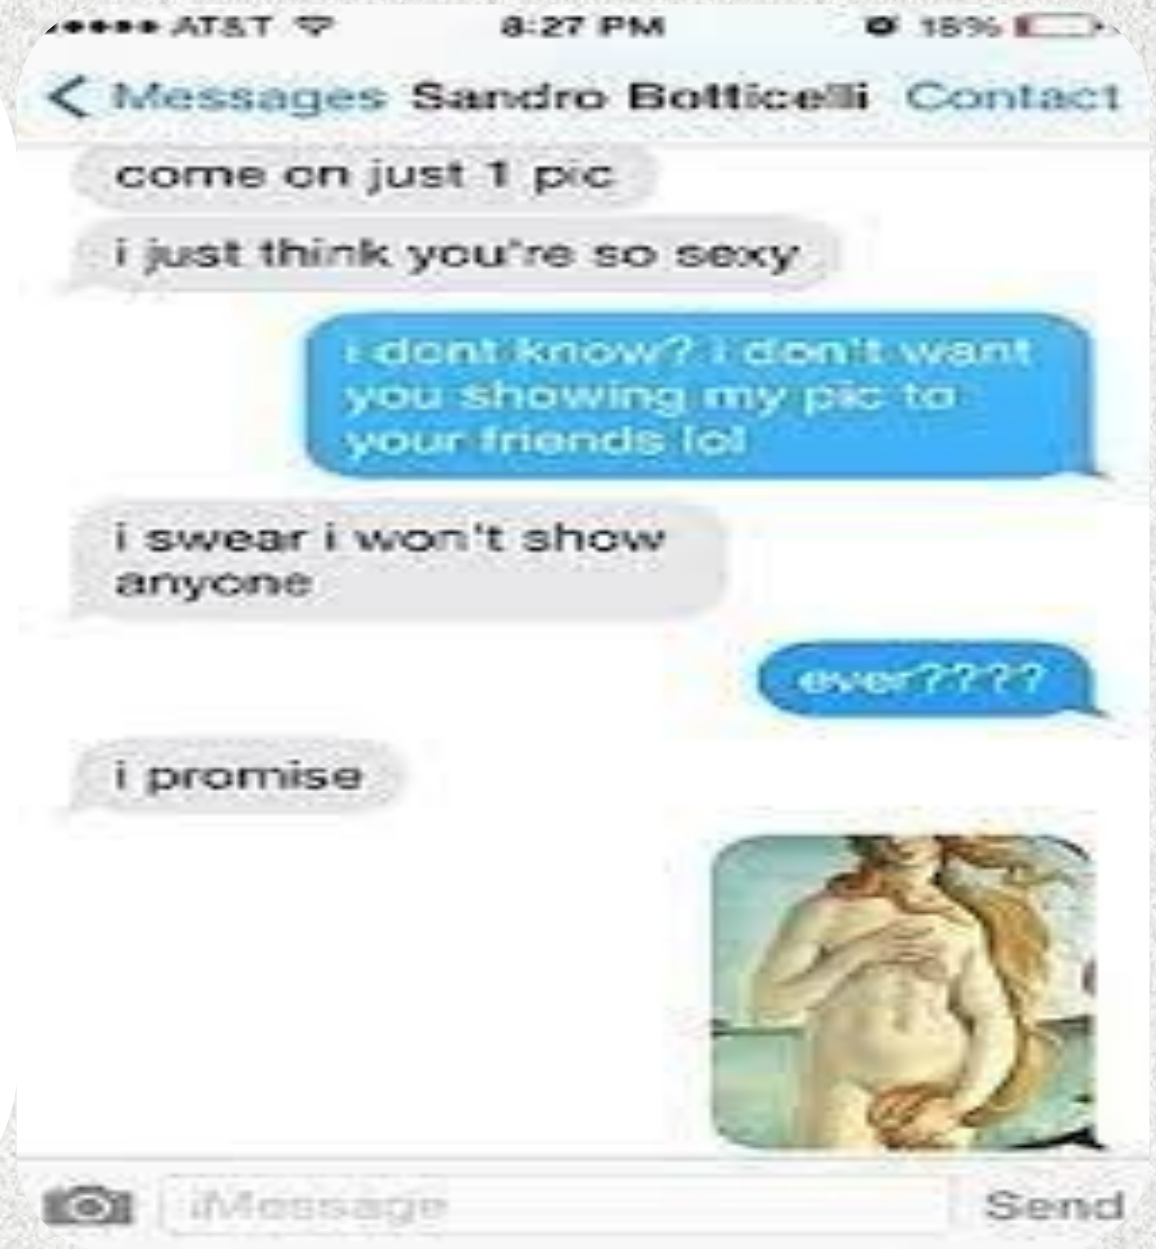 AT&T 8:27 PM 15%
Messages Sandro Botticelli Contact
come on just 1 pic
i just think you're so sexy
i dont know? i don't want
you showing my pic to
your friends lol
i swear i won't show
anyone
ever????
i promise
iMessage Send